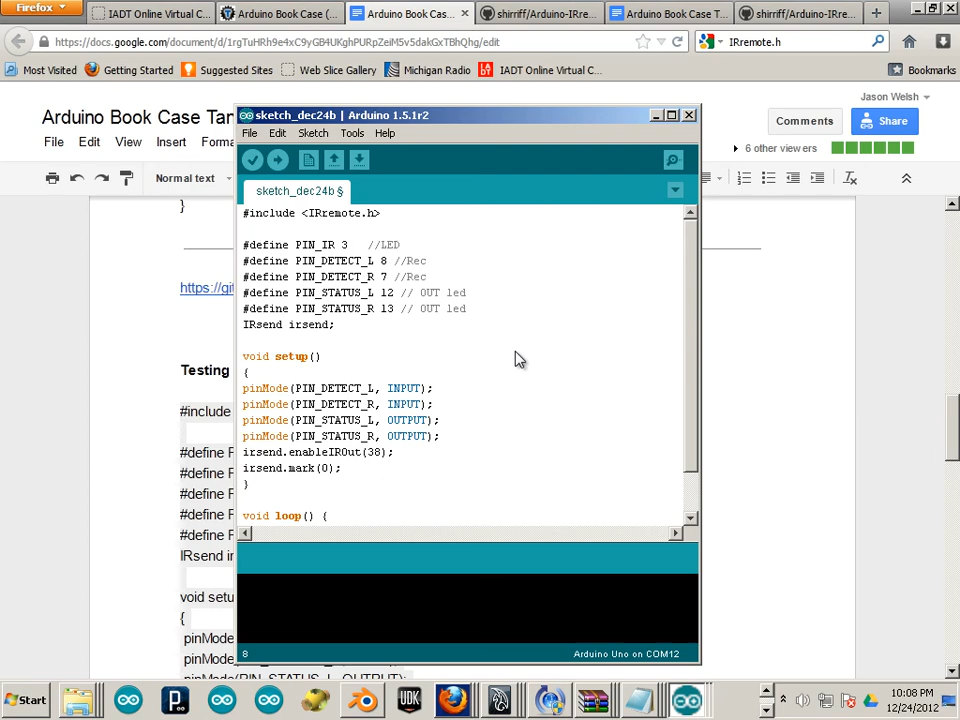 Firefox
IADT Online Virtual C...
Arduino Book Case (...
Arduino Book Cas...
shirriff/Arduino-IRre...
Arduino Book Case T...
shirriff/Arduino-IRre...
https://docs.google.com/document/d/1rgTuHRh9e4xC9yGB4UKghPURpZeiM5v5dakGxTBhQhg/edit
IRremote.h
Most Visited
Getting Started
Suggested Sites
Web Slice Gallery
Michigan Radio
IADT Online Virtual C...
Bookmarks
Jason Welsh
Arduino Book Case Tan
Comments
Share
File Edit View Insert Forma
6 other viewers
Normal text
}
https://git
Testing
#include
#define P
#define P
#define P
#define P
#define P
IRsend ir
void setu
{
pinMode
pinMode(PIN_STATUS_L, OUTPUT);
sketch_dec24b | Arduino 1.5.1r2
File Edit Sketch Tools Help
sketch_dec24b §
#include <IRremote.h>
#define PIN_IR 3 //LED
#define PIN_DETECT_L 8 //Rec
#define PIN_DETECT_R 7 //Rec
#define PIN_STATUS_L 12 // OUT led
#define PIN_STATUS_R 13 // OUT led
IRsend irsend;
void setup()
{
pinMode(PIN_DETECT_L, INPUT);
pinMode(PIN_DETECT_R, INPUT);
pinMode(PIN_STATUS_L, OUTPUT);
pinMode(PIN_STATUS_R, OUTPUT);
irsend.enableIROut(38);
irsend.mark(0);
}
void loop() {
8
Arduino Uno on COM12
Start
UDK
10:08 PM
12/24/2012